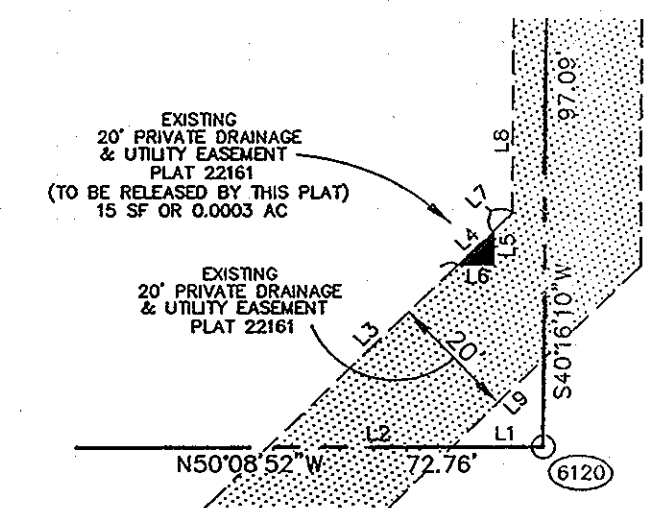 97.09'
L8
EXISTING
20' PRIVATE DRAINAGE
& UTILITY EASEMENT
PLAT 22161
(TO BE RELEASED BY THIS PLAT)
15 SF OR 0.0003 AC
L7
L4
L5
L6
EXISTING
20' PRIVATE DRAINAGE
& UTILITY EASEMENT
PLAT 22161
L3
20'
L9
S40°16'10"W
L2
L1
N50°08'52"W
72.76'
6120